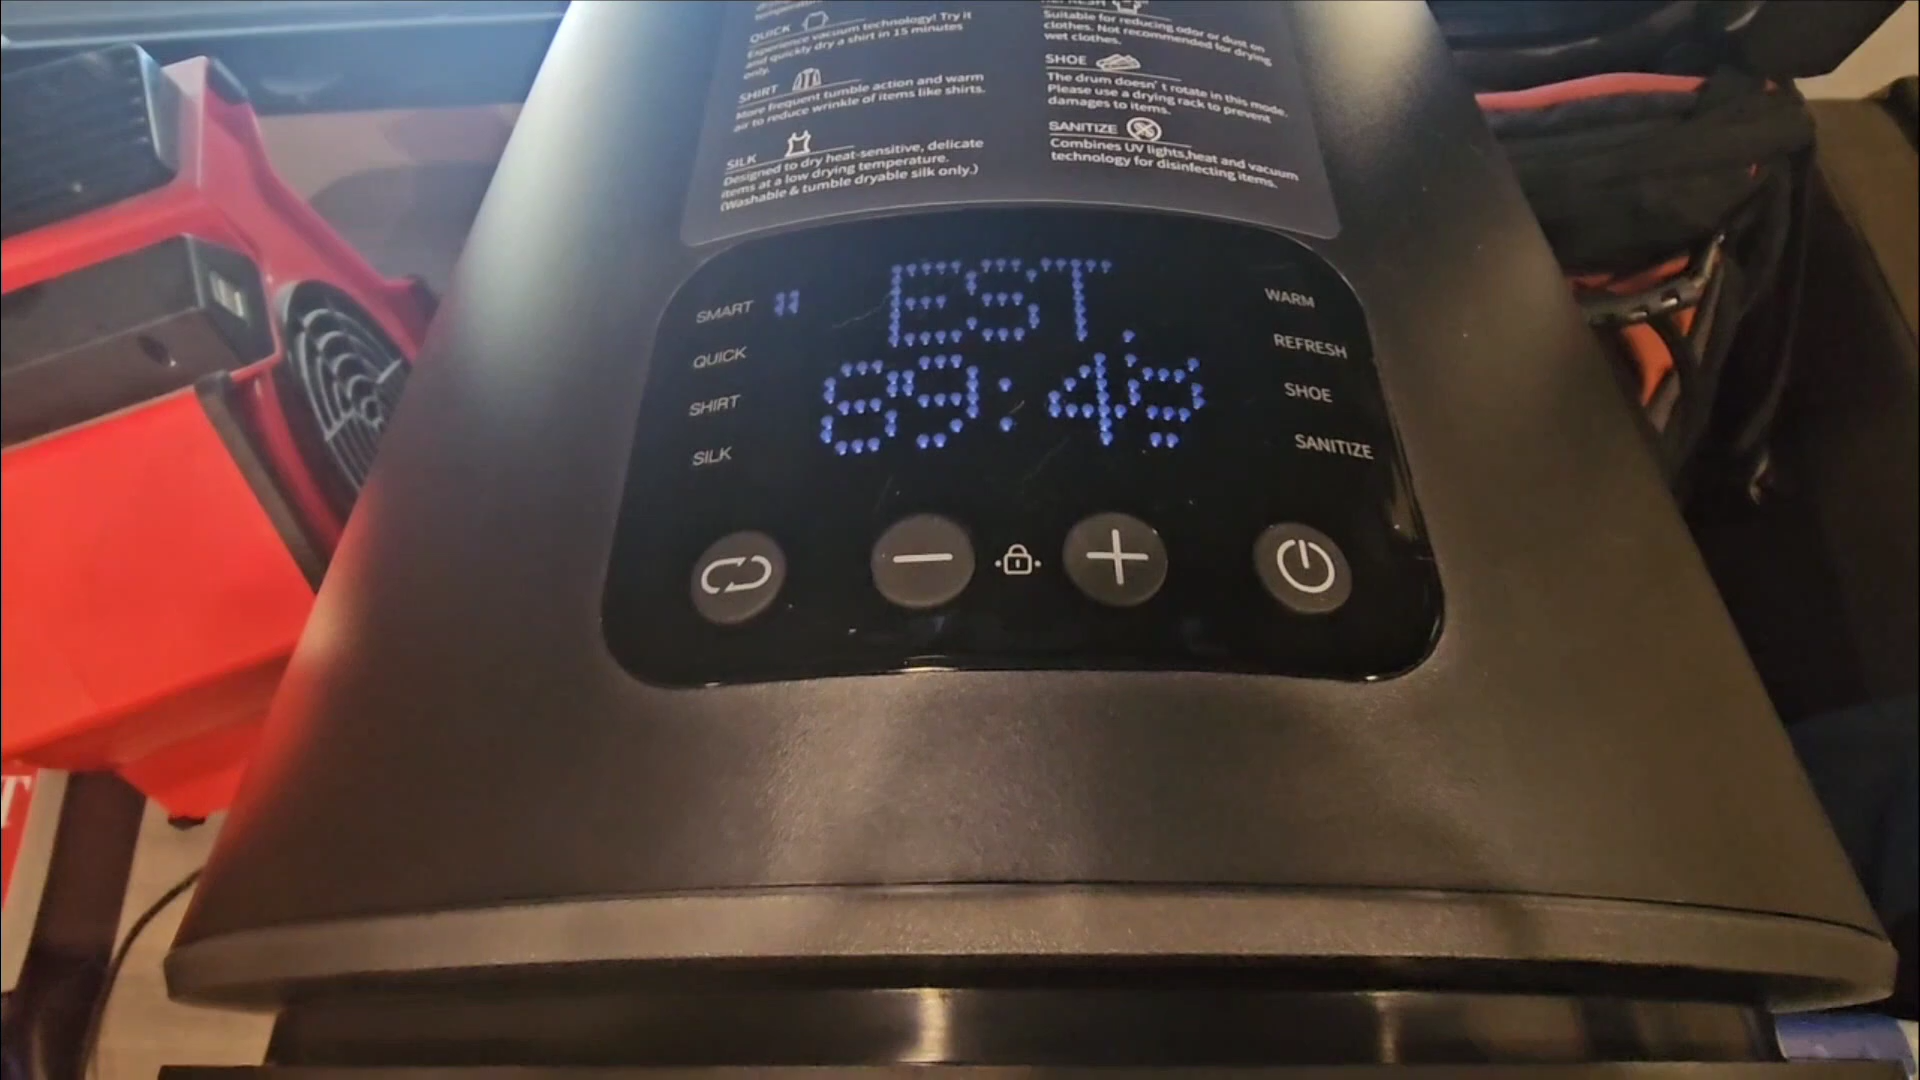 QUICK
Experience vacuum technology! Try it
and quickly dry a shirt in 15 minutes
only.
SHIRT
More frequent tumble action and warm
air to reduce wrinkle of items like shirts.
SILK
Designed to dry heat-sensitive, delicate
items at a low drying temperature.
(Washable & tumble dryable silk only.)
REFRESH
Suitable for reducing odor or dust on
clothes. Not recommended for drying
wet clothes.
SHOE
The drum doesn't rotate in this mode.
Please use a drying rack to prevent
damages to items.
SANITIZE
Combines UV lights,heat and vacuum
technology for disinfecting items.
SMART
QUICK
SHIRT
SILK
EST.
WARM
REFRESH
SHOE
SANITIZE